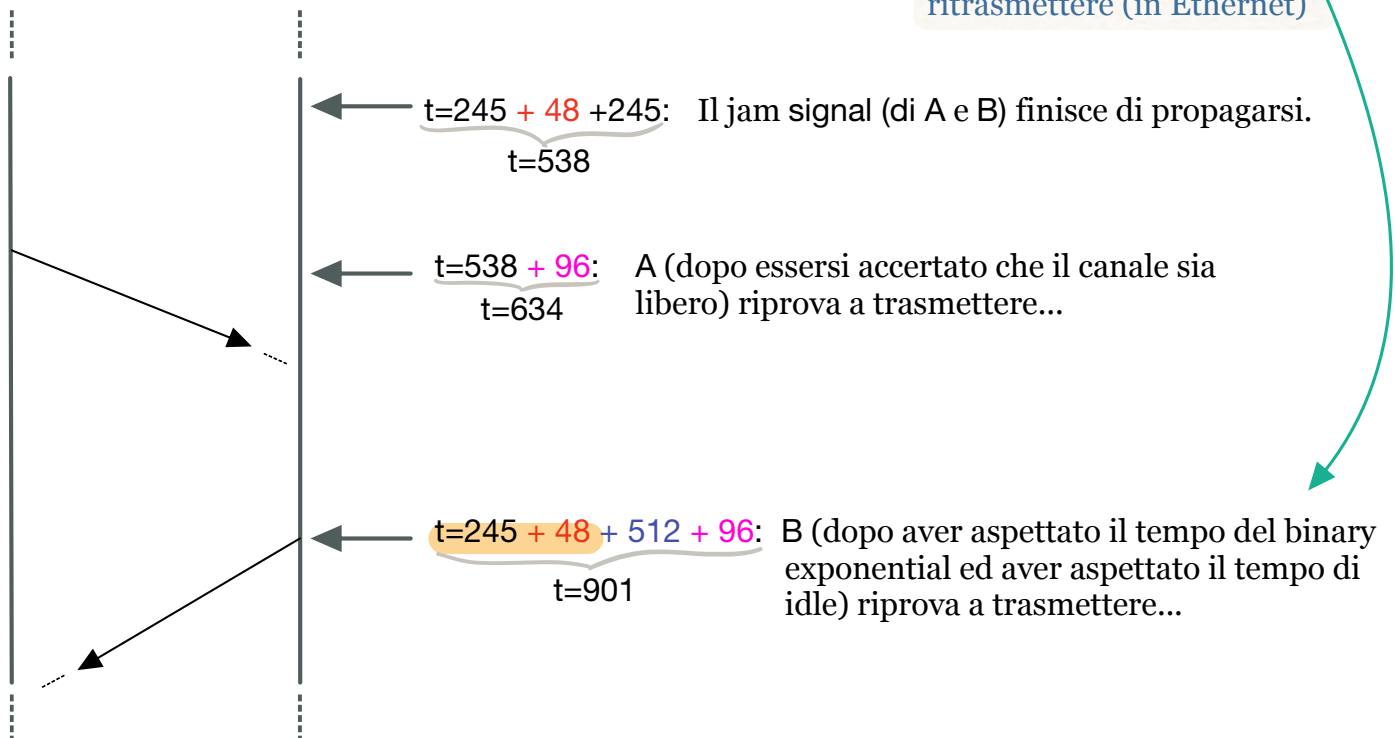 ritrasmettere (in Ethernet)
t=245 + 48 +245: Il jam signal (di A e B) finisce di propagarsi.
t=538
t=538 + 96: A (dopo essersi accertato che il canale sia
libero) riprova a trasmettere...
t=634
t=245 + 48 + 512 + 96: B (dopo aver aspettato il tempo del binary
exponential ed aver aspettato il tempo di
idle) riprova a trasmettere...
t=901